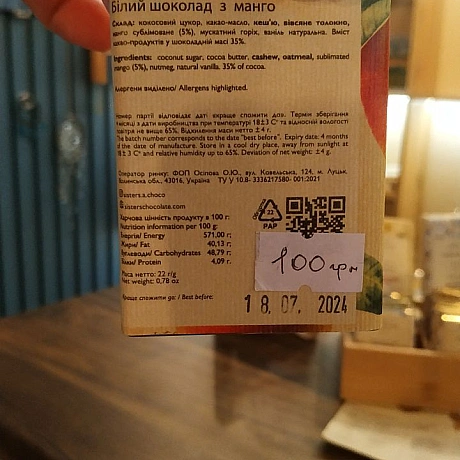 Білий шоколад з манго
Склад: кокосовий цукор, какао-масло, кеш'ю, вівсяне толокно,
манго сублімоване (5%), мускатний горіх, ваніль натуральна. Вміст
какао-продуктів у шоколадній масі 35%.
Ingredients: coconut sugar, cocoa butter, cashew, oatmeal, sublimated
mango (5%), nutmeg, natural vanilla. 35% of cocoa.
Алергени виділено/ Allergens highlighted.
Номер партії відповідає даті краще спожити до. Термін зберігання
4 місяці з дати виробництва при температурі 18±3 С° та відносній вологості
повітря не вище 65%. Відхилення маси нетто ±4 г.
The batch number corresponds to the date "best before". Expiry date: 4 months
of the date of manufacture. Store in a cool dry place, away from sunlight at
18 ±3 C° and relative humidity up to 65%. Deviation of net weight: ±4 g.
Оператор ринку: ФОП Осіпова О.Ю., вул. Ковельська, 124, м. Луцьк,
Волинська обл., 43016, Україна ТУ У 10.8- 3336217580- 001:2021
sisters.a.choco
sisterschocolate.com
Харчова цінність продукту в 100 г:
Nutrition information per 100 g:
Енергія/ Energy 571,00 г;
Жири/ Fat 40,13 г;
Вуглеводи/ Carbohydrates 48,79 г;
Білки/ Protein 4,09 г.
Маса нетто: 22 г/g
Net weight: 0,78 oz
Краще спожити до: / Best before:
22
PAP
100 грн
18.07.2024